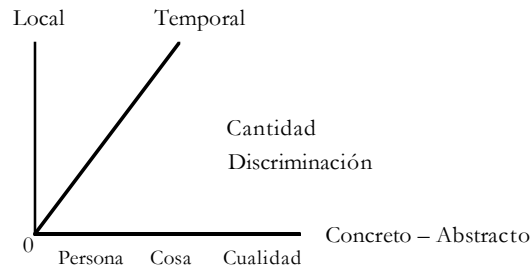 Local Temporal
Cantidad
Discriminación
0
Concreto – Abstracto
Persona Cosa Cualidad